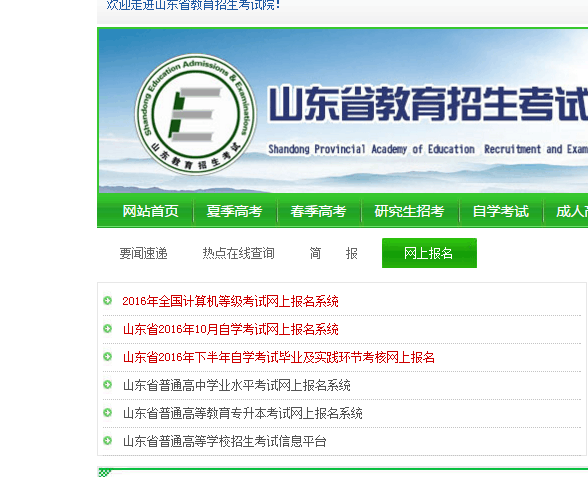 欢迎走进山东省教育招生考试院!
Shandong Education Admissions & Examinations
山东教育招生考试
山东省教育招生考试
Shandong Provincial Academy of Education Recruitment and Exam
网站首页 夏季高考 春季高考 研究生招考 自学考试 成人高
要闻速递 热点在线查询 简 报 网上报名
2016年全国计算机等级考试网上报名系统
山东省2016年10月自学考试网上报名系统
山东省2016年下半年自学考试毕业及实践环节考核网上报名
山东省普通高中学业水平考试网上报名系统
山东省普通高等教育专升本考试网上报名系统
山东省普通高等学校招生考试信息平台